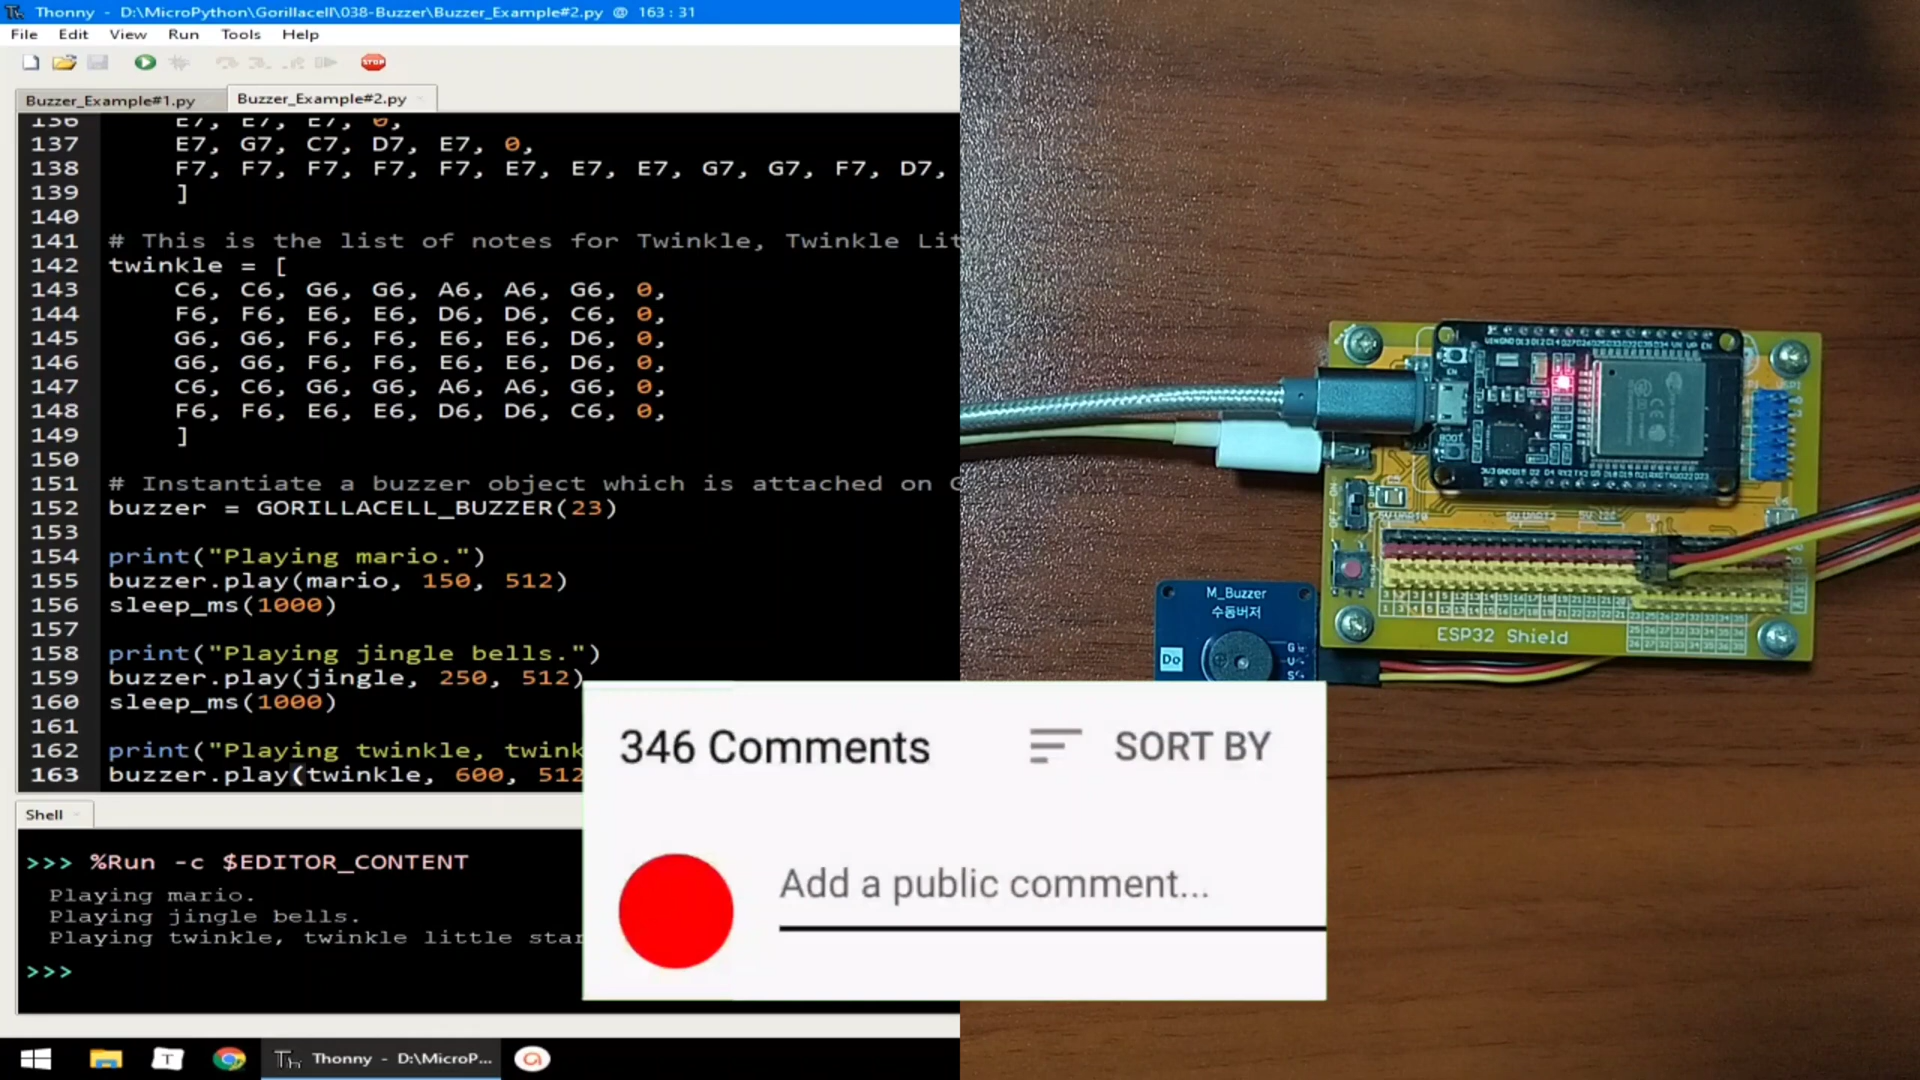 Thonny - D:\MicroPython\Gorillacell\038-Buzzer\Buzzer_Example#2.py @ 163 : 31
File Edit View Run Tools Help
Buzzer_Example#1.py
Buzzer_Example#2.py
136 E7, E7, E7, 0,
137 E7, G7, C7, D7, E7, 0,
138 F7, F7, F7, F7, F7, E7, E7, E7, G7, G7, F7, D7,
139 ]
140
141 # This is the list of notes for Twinkle, Twinkle Lit
142 twinkle = [
143 C6, C6, G6, G6, A6, A6, G6, 0,
144 F6, F6, E6, E6, D6, D6, C6, 0,
145 G6, G6, F6, F6, E6, E6, D6, 0,
146 G6, G6, F6, F6, E6, E6, D6, 0,
147 C6, C6, G6, G6, A6, A6, G6, 0,
148 F6, F6, E6, E6, D6, D6, C6, 0,
149 ]
150
151 # Instantiate a buzzer object which is attached on G
152 buzzer = GORILLACELL_BUZZER(23)
153
154 print("Playing mario.")
155 buzzer.play(mario, 150, 512)
156 sleep_ms(1000)
157
158 print("Playing jingle bells.")
159 buzzer.play(jingle, 250, 512)
160 sleep_ms(1000)
161
162 print("Playing twinkle, twink
163 buzzer.play(twinkle, 600, 512
Shell
>>> %Run -c $EDITOR_CONTENT
Playing mario.
Playing jingle bells.
Playing twinkle, twinkle little star
>>>
STOP
Thonny - D:\MicroP...
346 Comments
SORT BY
Add a public comment...
M_Buzzer
수동버저
Do
ESP32 Shield
BOOT
EN